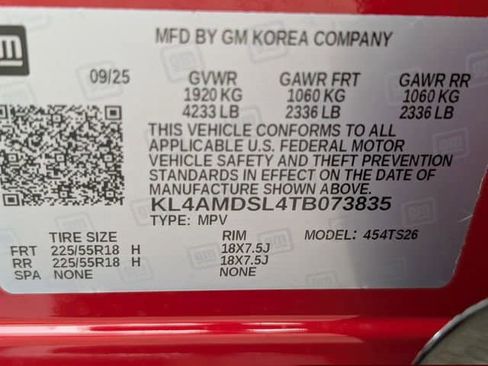 gm
MFD BY GM KOREA COMPANY
09/25 GVWR GAWR FRT GAWR RR
1920 KG 1060 KG 1060 KG
4233 LB 2336 LB 2336 LB
THIS VEHICLE CONFORMS TO ALL
APPLICABLE U.S. FEDERAL MOTOR
VEHICLE SAFETY AND THEFT PREVENTION
STANDARDS IN EFFECT ON THE DATE OF
MANUFACTURE SHOWN ABOVE.
KL4AMDSL4TB073835
TYPE: MPV
TIRE SIZE RIM MODEL: 454TS26
FRT 225/55R18 H 18X7.5J
RR 225/55R18 H 18X7.5J
SPA NONE NONE